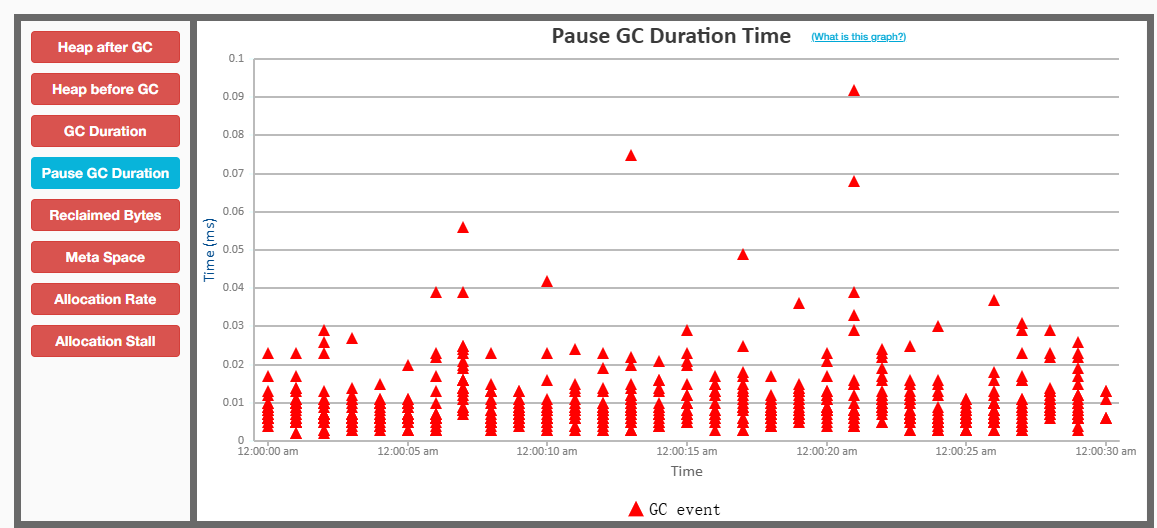 Heap after GC
Heap before GC
GC Duration
Pause GC Duration
Reclaimed Bytes
Meta Space
Allocation Rate
Allocation Stall
Pause GC Duration Time (What is this graph?)
Time (ms)
0.1
0.09
0.08
0.07
0.06
0.05
0.04
0.03
0.02
0.01
0
12:00:00 am 12:00:05 am 12:00:10 am 12:00:15 am 12:00:20 am 12:00:25 am 12:00:30 am
Time
GC event